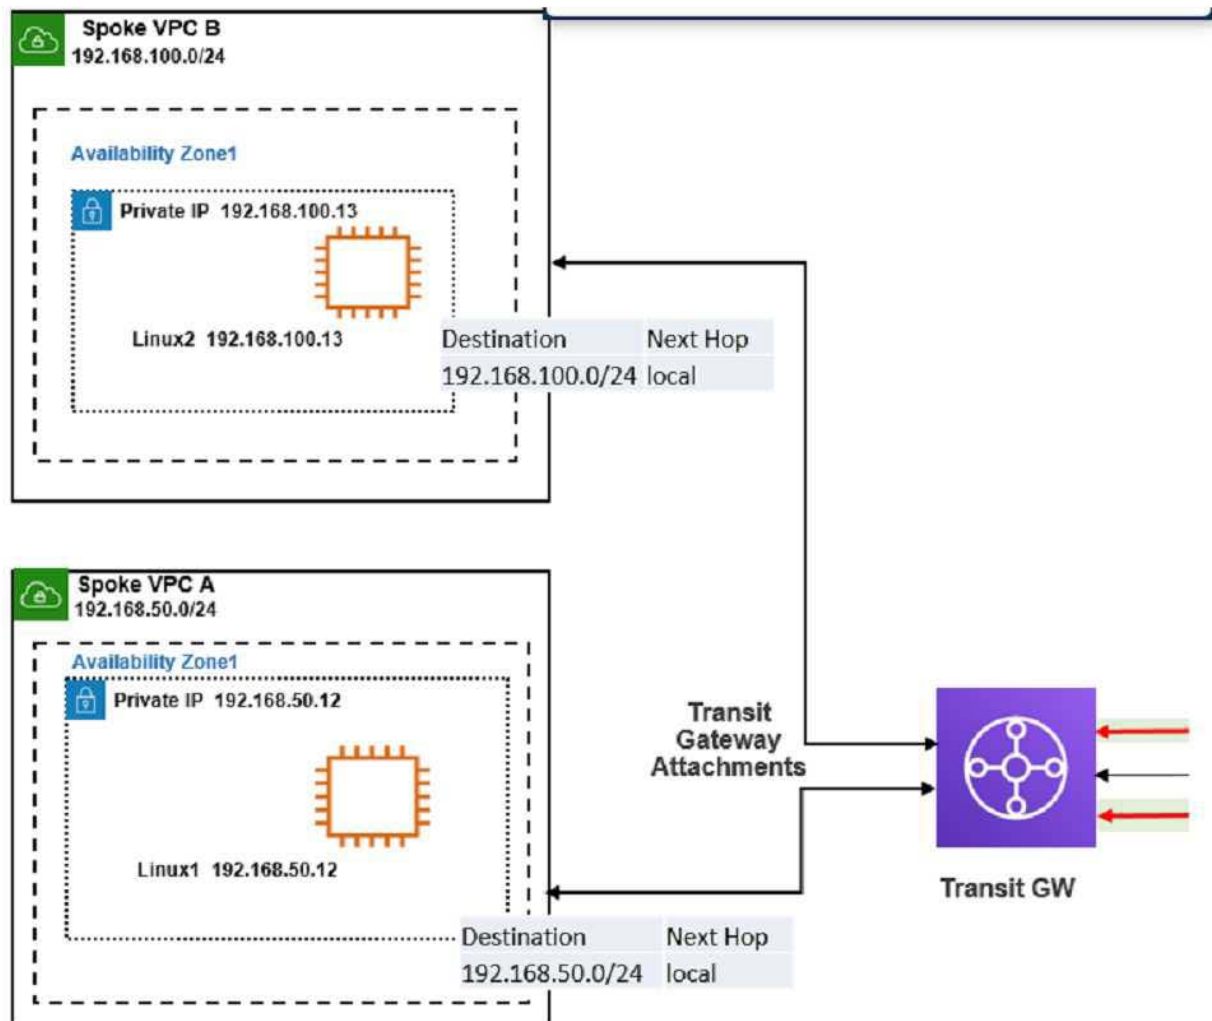 Spoke VPC B
192.168.100.0/24
Availability Zone1
Private IP 192.168.100.13
Linux2 192.168.100.13
Destination Next Hop
192.168.100.0/24 local
Spoke VPC A
192.168.50.0/24
Availability Zone1
Private IP 192.168.50.12
Linux1 192.168.50.12
Destination Next Hop
192.168.50.0/24 local
Transit
Gateway
Attachments
Transit GW